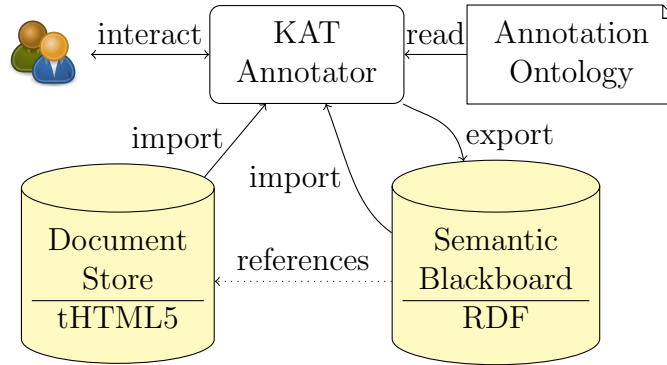 interact
KAT
Annotator
read
Annotation
Ontology
import
import
export
Document
Store
tHTML5
references
Semantic
Blackboard
RDF